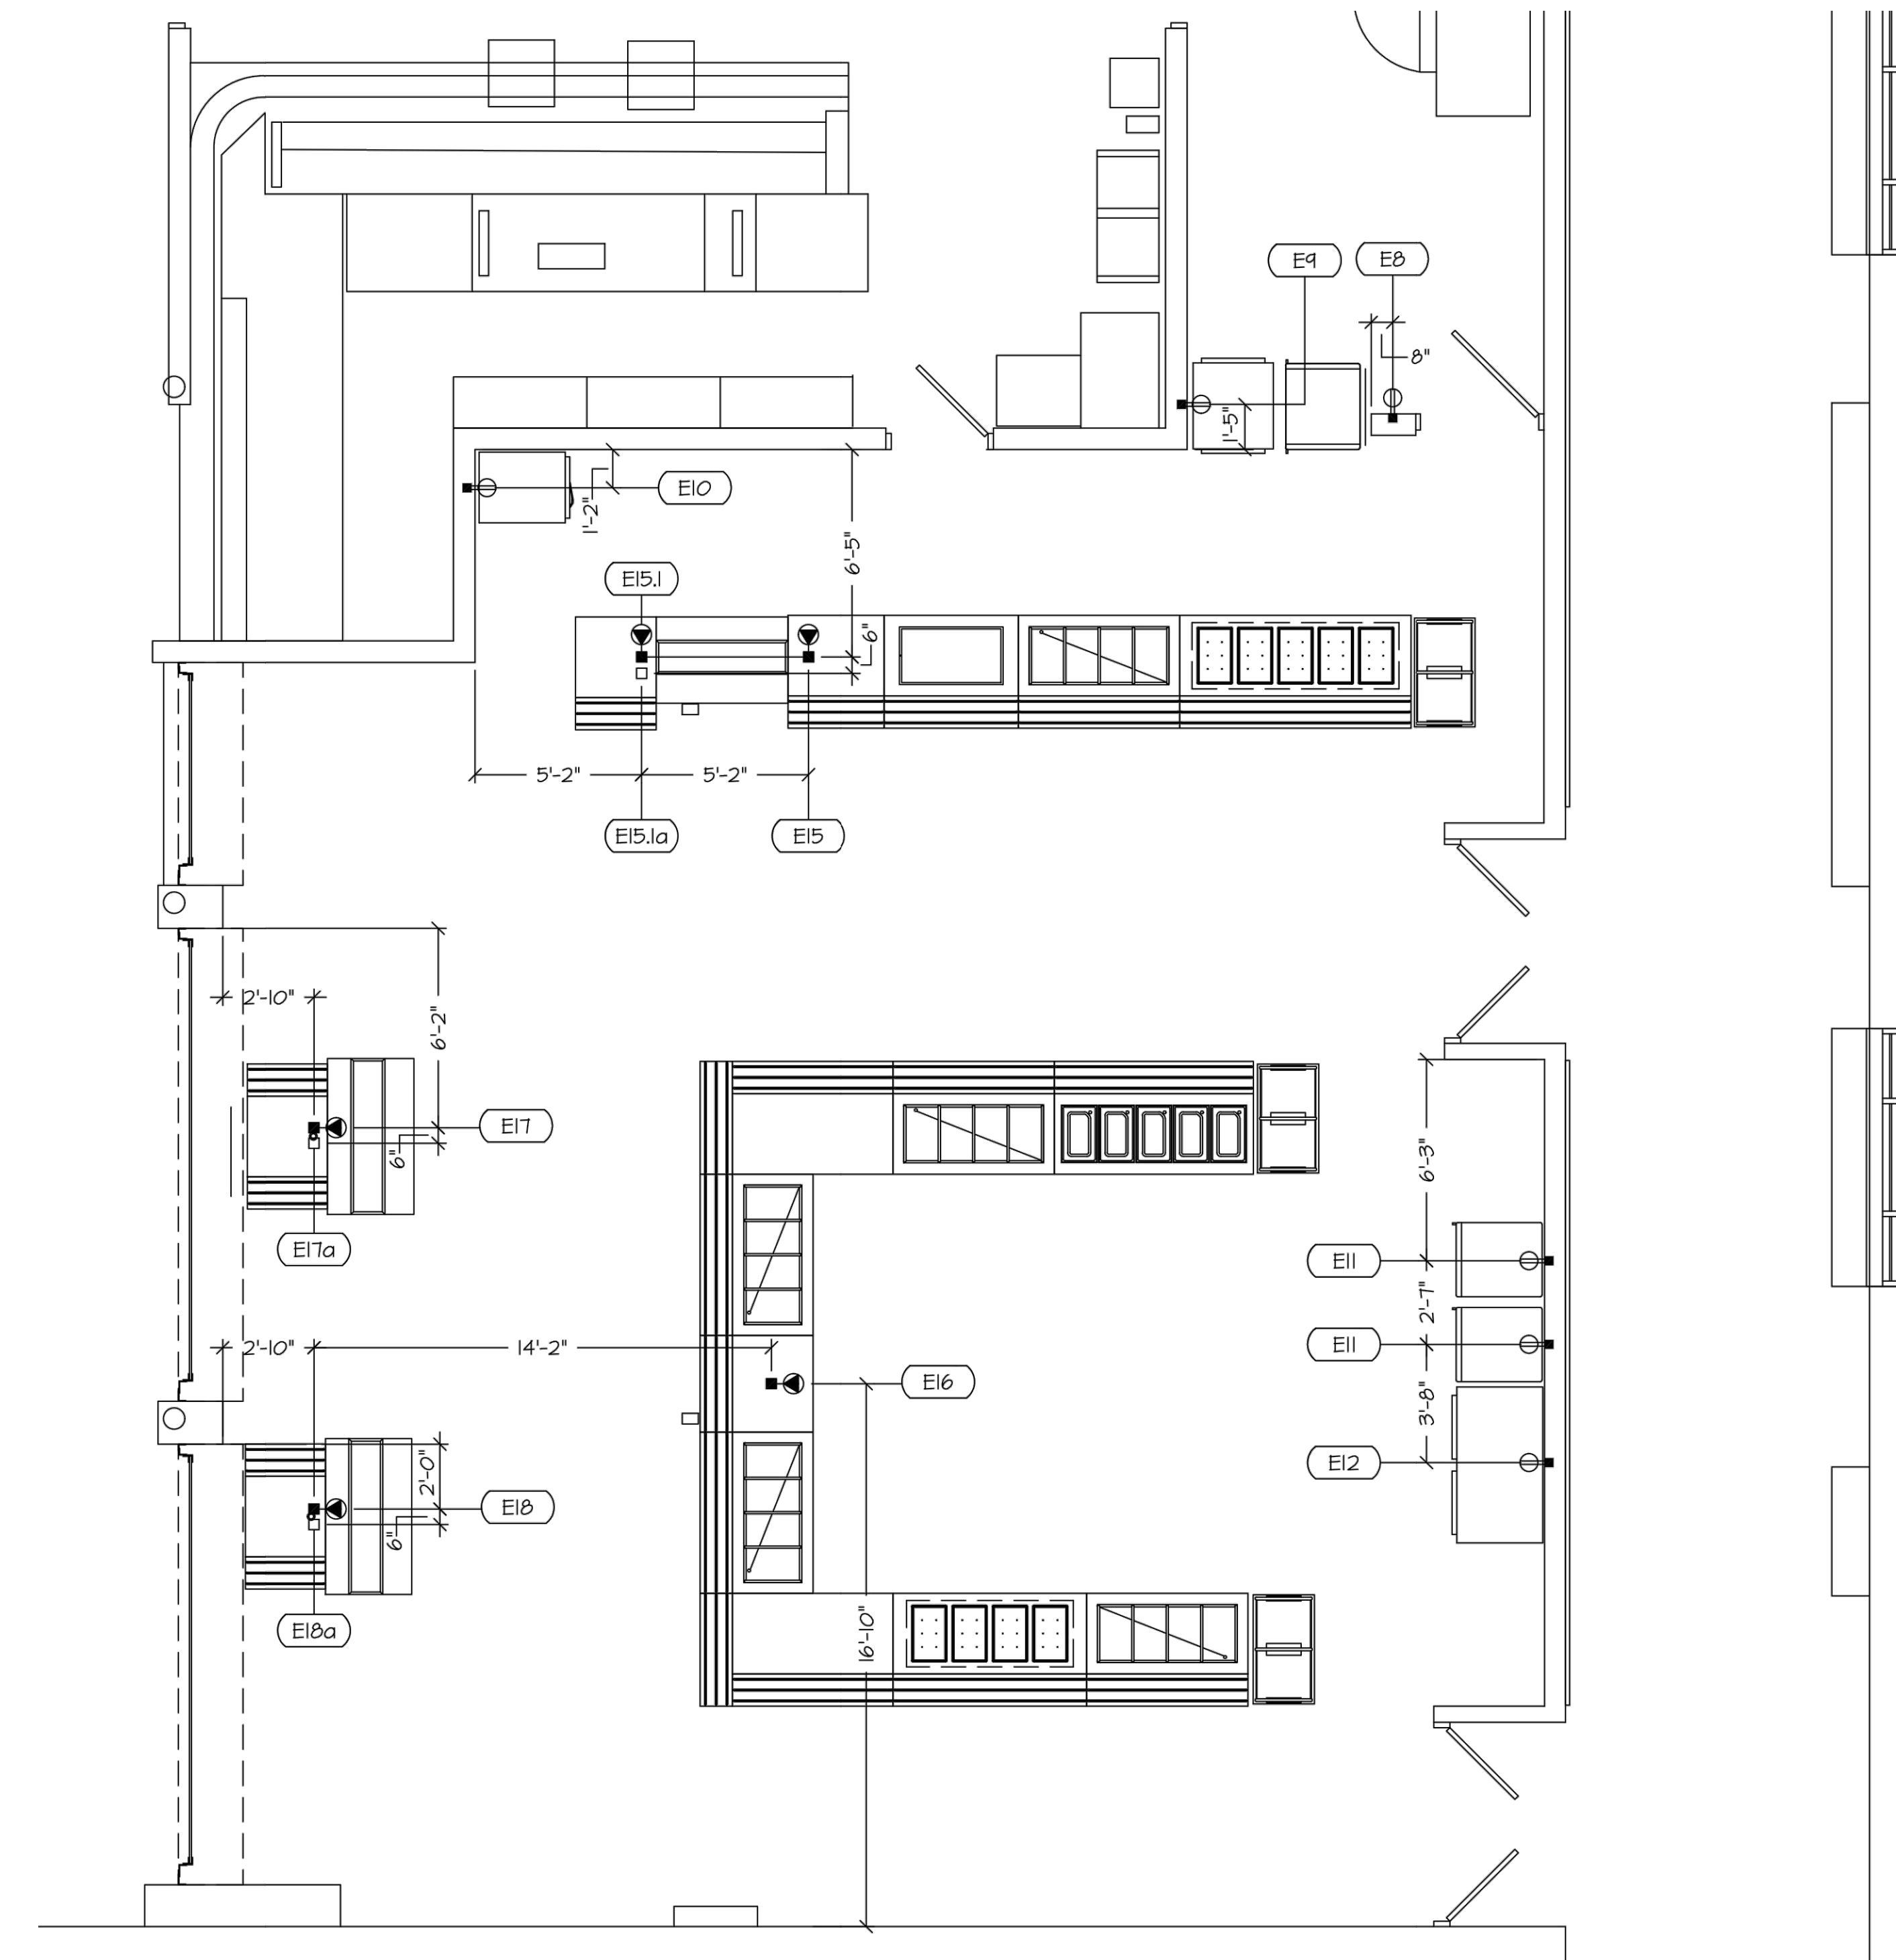 E9
E8
8"
1'-5"
E10
1'-2"
6'-5"
E15.1
6"
5'-2"
5'-2"
E15.1a
E15
2'-10"
6'-2"
E17
6"
6'-3"
E17a
E11
2'-7"
2'-10"
14'-2"
E11
E16
3'-8"
2'-0"
E12
E18
6"
E18a
16'-10"